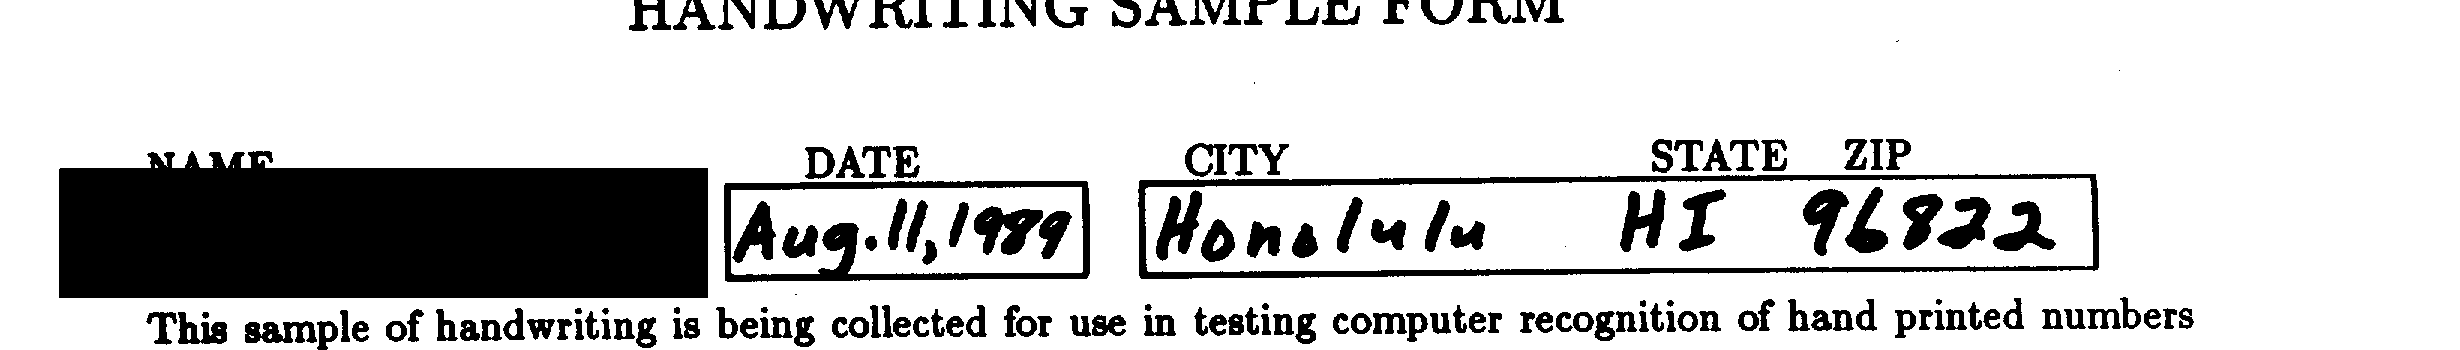 HANDWRITING SAMPLE FORM
NAME DATE CITY STATE ZIP
Aug.11,1989 Honolulu HI 96822
This sample of handwriting is being collected for use in testing computer recognition of hand printed numbers